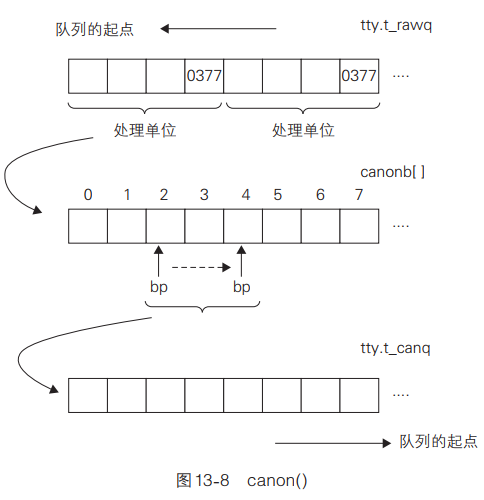 队列的起点 tty.t_rawq
0377 0377 ....
处理单位 处理单位
canonb[ ]
0 1 2 3 4 5 6 7
....
bp bp
tty.t_canq
....
队列的起点
图 13-8 canon()